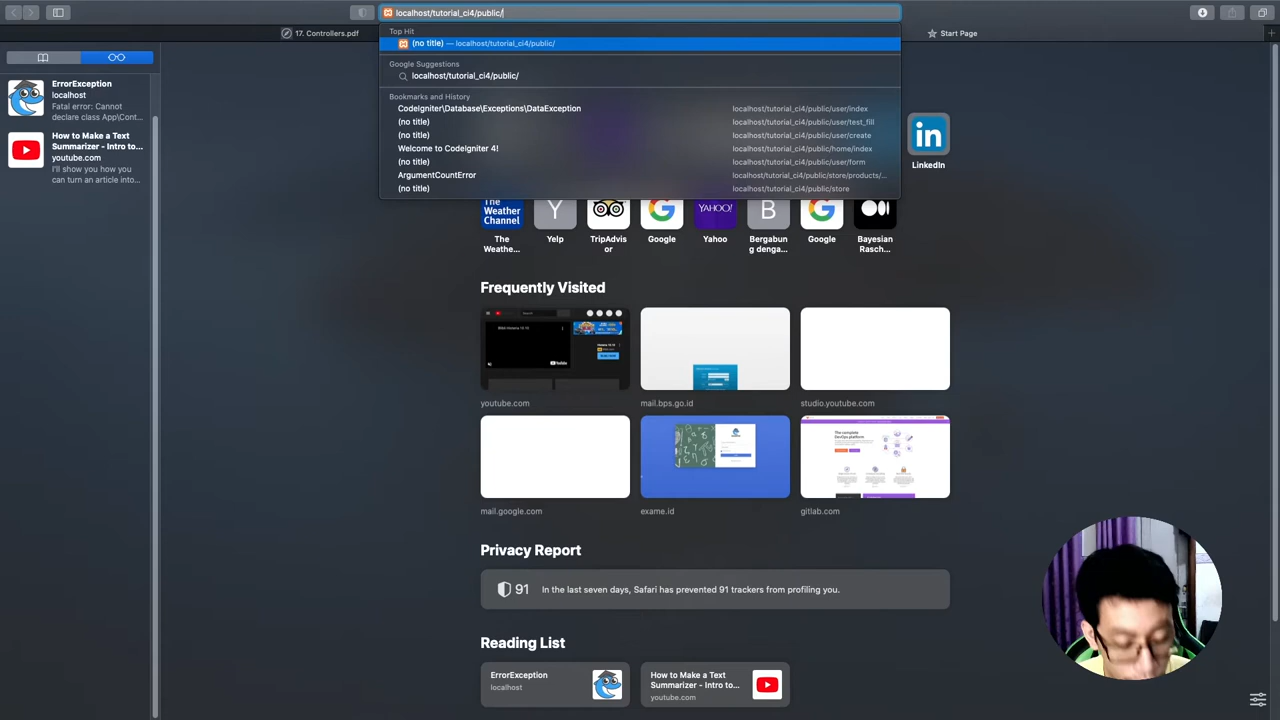 localhost/tutorial_ci4/public/
17. Controllers.pdf
Start Page
Top Hit
(no title) — localhost/tutorial_ci4/public/
Google Suggestions
localhost/tutorial_ci4/public/
Bookmarks and History
CodeIgniter\Database\Exceptions\DataException localhost/tutorial_ci4/public/user/index
(no title) localhost/tutorial_ci4/public/user/test_fill
(no title) localhost/tutorial_ci4/public/user/create
Welcome to CodeIgniter 4! localhost/tutorial_ci4/public/home/index
(no title) localhost/tutorial_ci4/public/user/form
ArgumentCountError localhost/tutorial_ci4/public/store/products/...
(no title) localhost/tutorial_ci4/public/store
ErrorException
localhost
Fatal error: Cannot
declare class App\Cont...
How to Make a Text
Summarizer - Intro to...
youtube.com
I'll show you how you
can turn an article into...
LinkedIn
The
Weather
Channel
Y
B
YAHOO!
The
Weathe...
Yelp
TripAdvis
or
Google
Yahoo
Bergabun
g denga...
Google
Bayesian
Rasch...
Frequently Visited
youtube.com
mail.bps.go.id
studio.youtube.com
The complete
DevOps platform
mail.google.com
exame.id
gitlab.com
Privacy Report
91 In the last seven days, Safari has prevented 91 trackers from profiling you.
Reading List
ErrorException
localhost
How to Make a Text
Summarizer - Intro to...
youtube.com